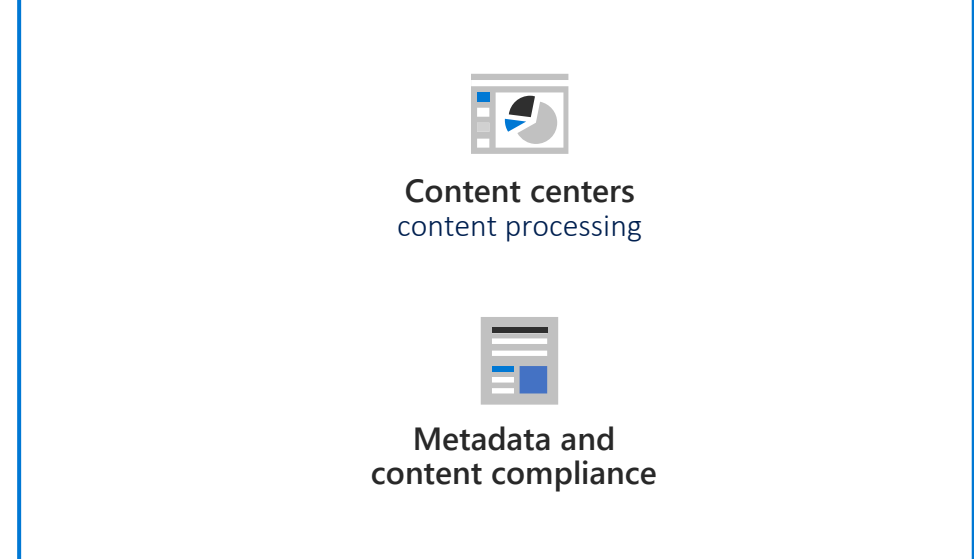 Content centers
content processing
Metadata and
content compliance